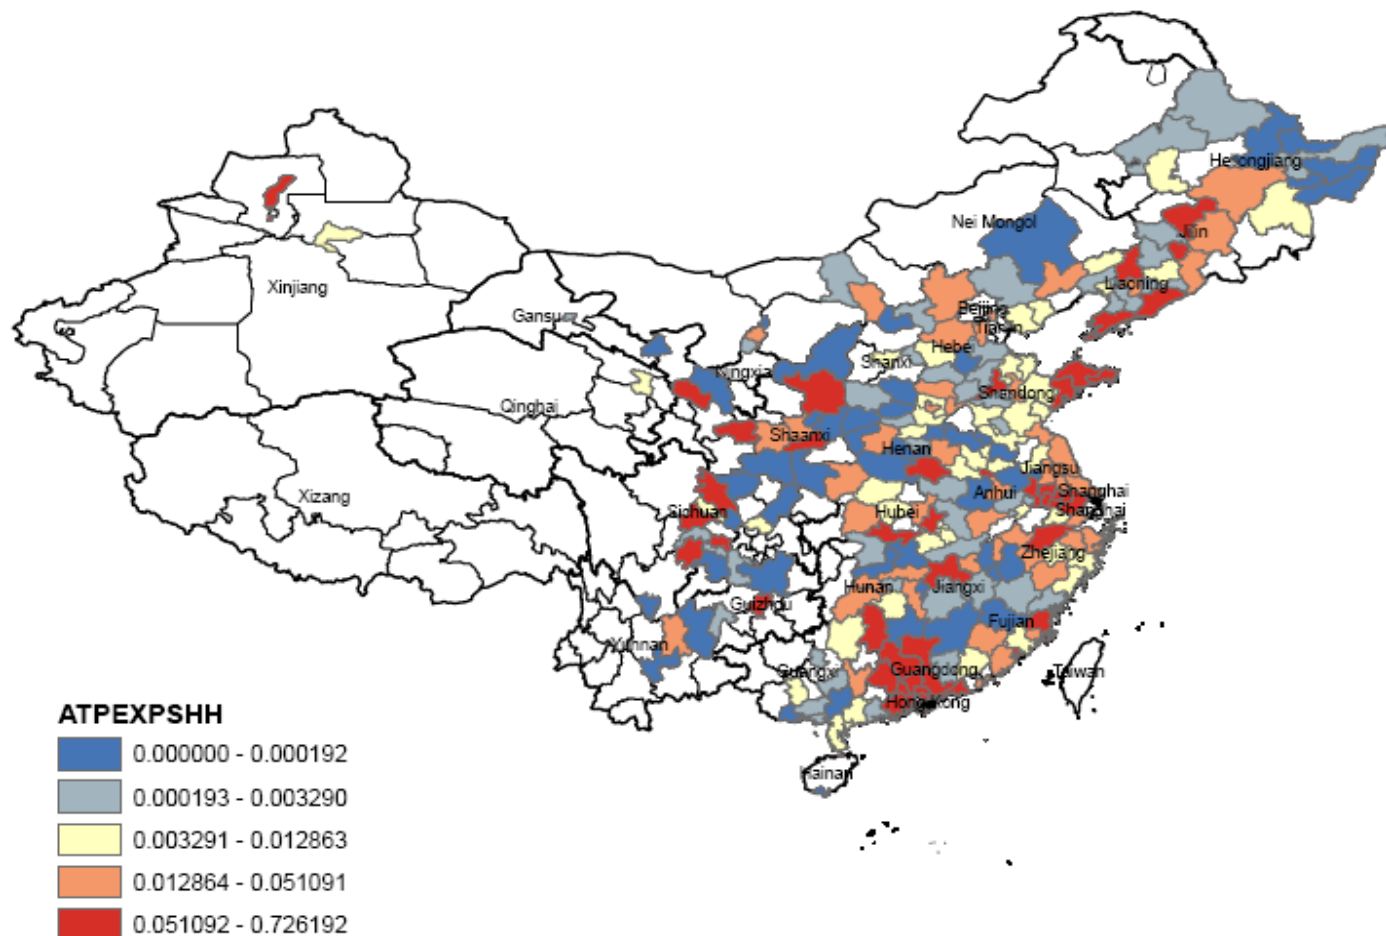 Helongjiang
Nei Mongol
Jilin
Xinjiang
Liaoning
Beijing
Gansu
Tianjin
Hebei
Shanxi
Ningxia
Shandong
Qinghai
Shaanxi
Henan
Jiangsu
Xizang
Anhui
Shanghai
Sichuan
Hubei
Shanghai
Zhejiang
Hunan
Jiangxi
Guizhou
Fujian
Yunnan
Guangxi
Guangdong
Taiwan
Hong Kong
Hainan
ATPEXPSHH
0.000000 - 0.000192
0.000193 - 0.003290
0.003291 - 0.012863
0.012864 - 0.051091
0.051092 - 0.726192